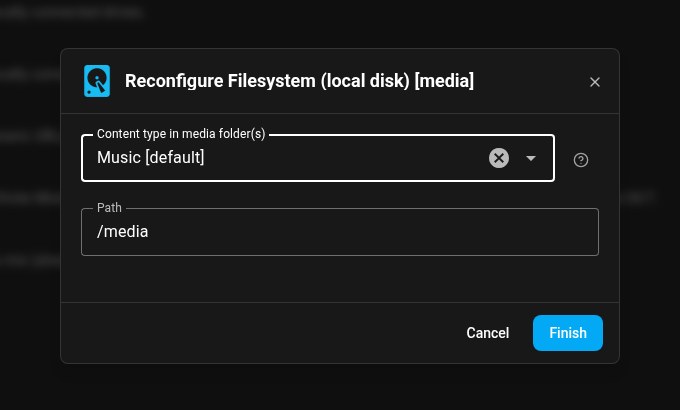 Reconfigure Filesystem (local disk) [media]
Content type in media folder(s)
Music [default]
Path
/media
Cancel
Finish